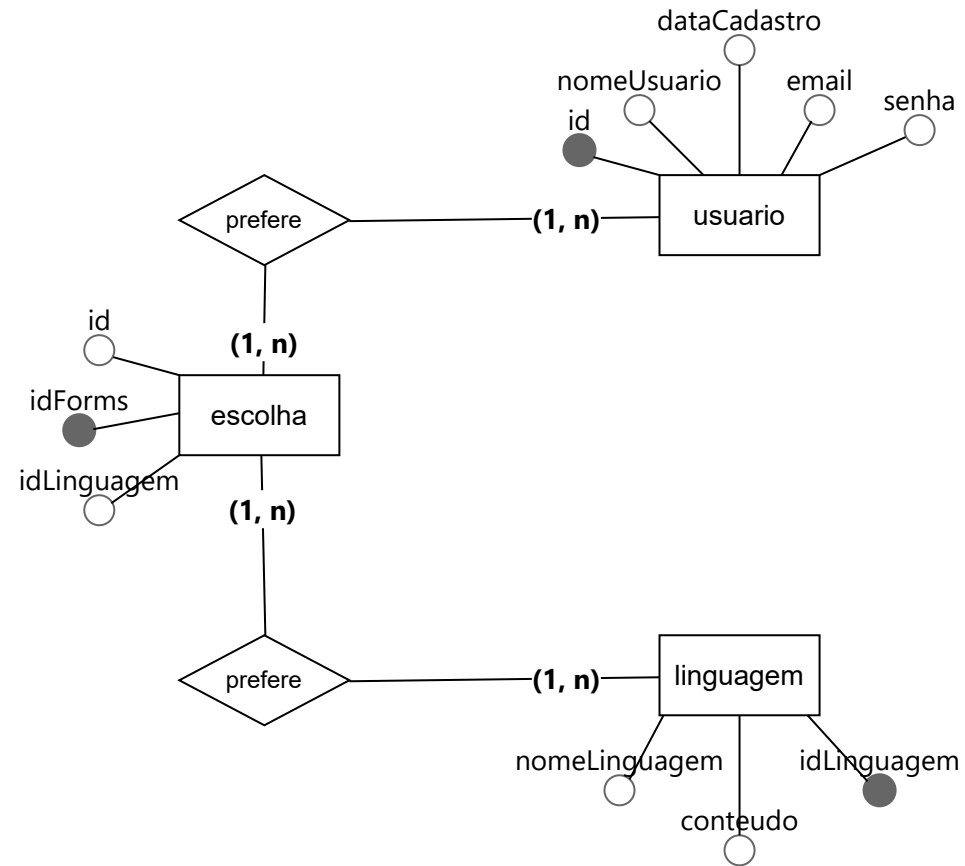 dataCadastro
nomeUsuario
email
senha
id
prefere
(1, n)
usuario
(1, n)
id
idForms
escolha
idLinguagem
(1, n)
prefere
(1, n)
linguagem
nomeLinguagem
idLinguagem
conteudo